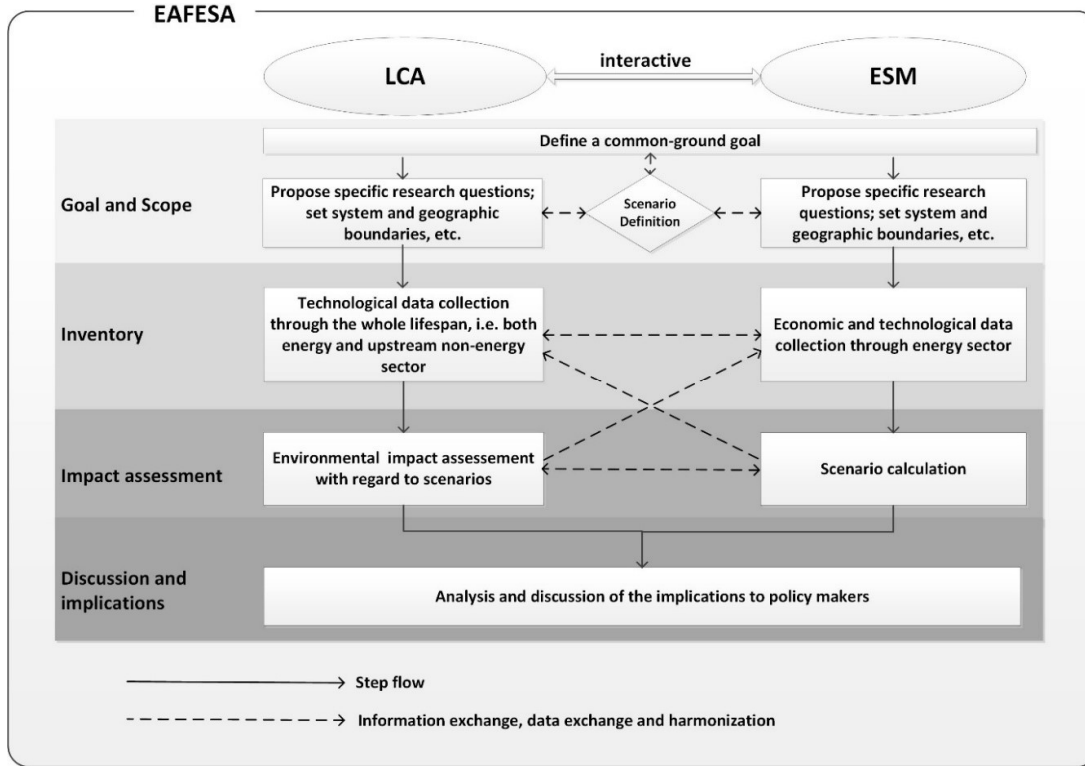 EAFESA
LCA
interactive
ESM
Define a common-ground goal
Goal and Scope
Propose specific research questions;
set system and geographic
boundaries, etc.
Scenario
Definition
Propose specific research
questions; set system and
geographic boundaries, etc.
Inventory
Technological data collection
through the whole lifespan, i.e. both
energy and upstream non-energy
sector
Economic and technological data
collection through energy sector
Impact assessment
Environmental impact assessement
with regard to scenarios
Scenario calculation
Discussion and
implications
Analysis and discussion of the implications to policy makers
Step flow
Information exchange, data exchange and harmonization